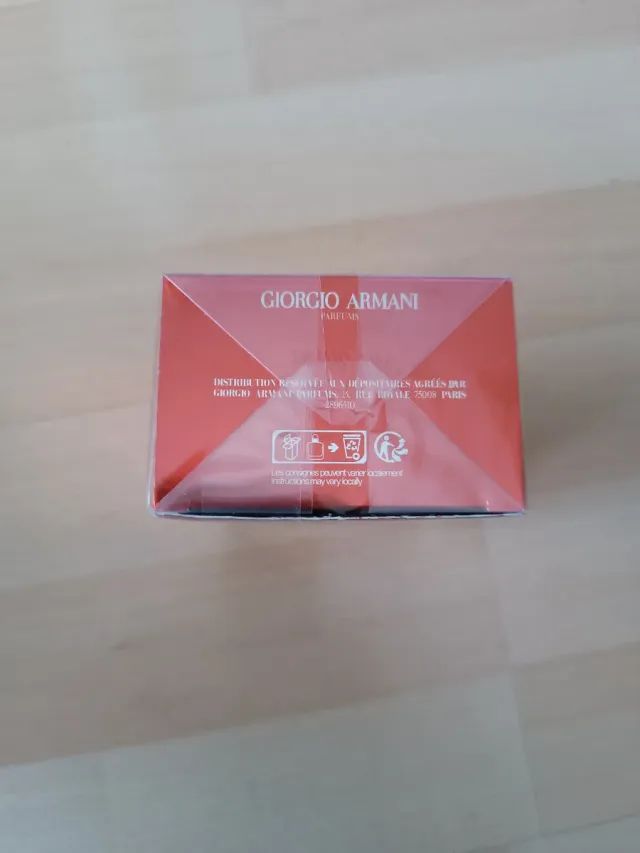 GIORGIO ARMANI
PARFUMS
DISTRIBUTION RÉSERVÉE AUX DÉPOSITAIRES AGRÉÉS PAR
GIORGIO ARMANI PARFUMS, RUE ROYALE 75008 PARIS
Les consignes peuvent varier localement
Instructions may vary locally